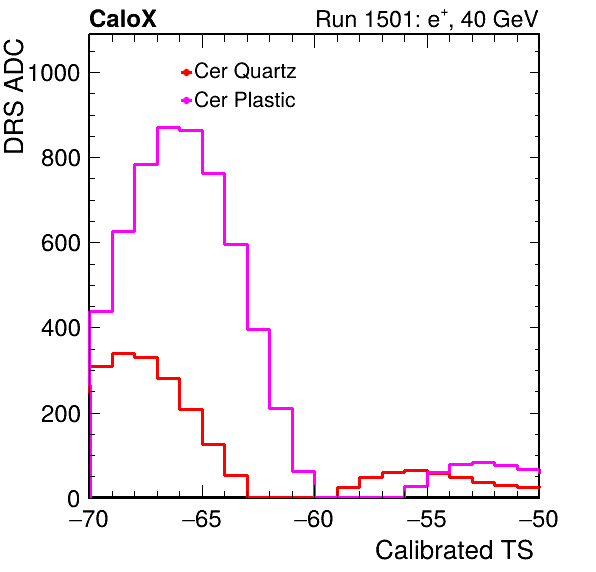 CaloX Run 1501: e⁺, 40 GeV
DRS ADC
Cer Quartz
Cer Plastic
1000
800
600
400
200
0
−70 −65 −60 −55 −50
Calibrated TS